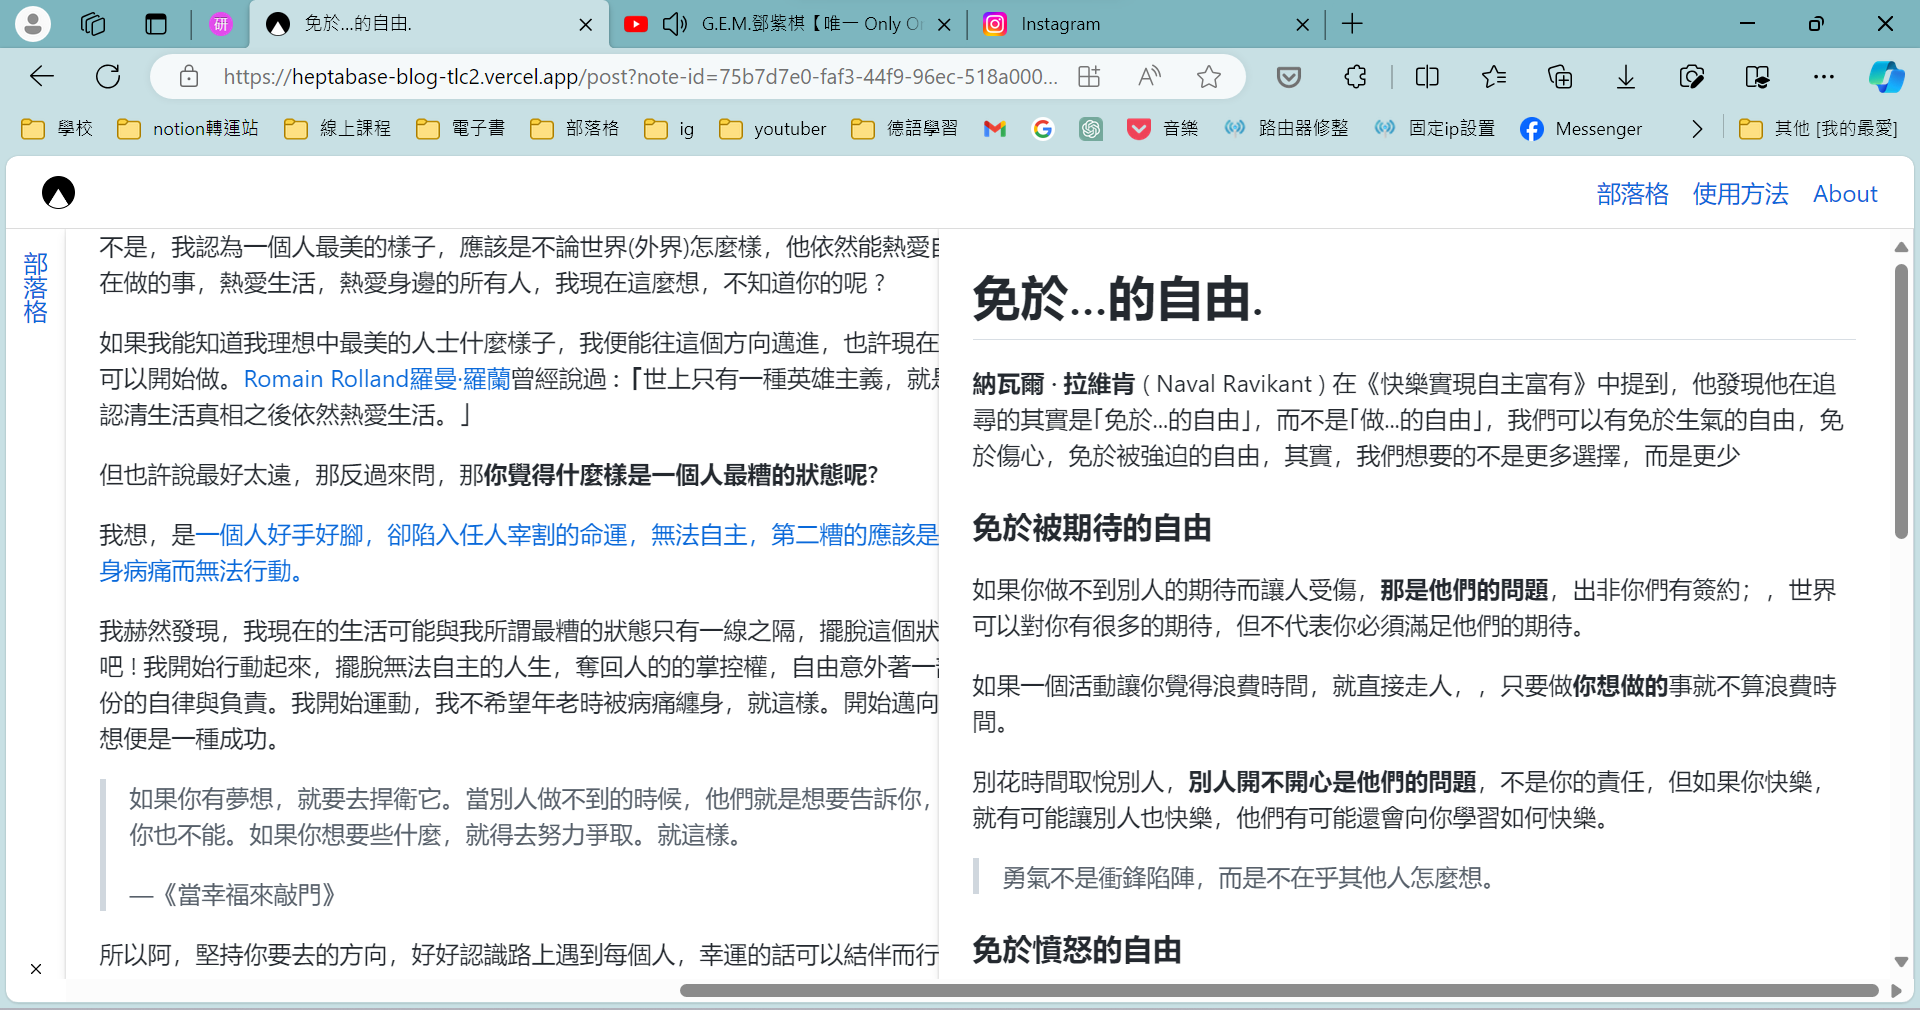 研
免於...的自由.
G.E.M.鄧紫棋【唯一 Only
Instagram
https://heptabase-blog-tlc2.vercel.app/post?note-id=75b7d7e0-faf3-44f9-96ec-518a000...
學校
notion轉運站
線上課程
電子書
部落格
ig
youtuber
德語學習
音樂
路由器修整
固定ip設置
Messenger
其他 [我的最愛]
部落格
使用方法
About
部落格
不是，我認為一個人最美的樣子，應該是不論世界(外界)怎麼樣，他依然能熱愛
在做的事，熱愛生活，熱愛身邊的所有人，我現在這麼想，不知道你的呢？
如果我能知道我理想中最美的人士什麼樣子，我便能往這個方向邁進，也許現在
可以開始做。Romain Rolland羅曼·羅蘭曾經說過：「世上只有一種英雄主義，就
認清生活真相之後依然熱愛生活。」
但也許說最好太遠，那反過來問，那你覺得什麼樣是一個人最糟的狀態呢?
我想，是一個人好手好腳，卻陷入任人宰割的命運，無法自主，第二糟的應該是
身病痛而無法行動。
我赫然發現，我現在的生活可能與我所謂最糟的狀態只有一線之隔，擺脫這個狀
吧！我開始行動起來，擺脫無法自主的人生，奪回人的的掌控權，自由意外著一
份的自律與負責。我開始運動，我不希望年老時被病痛纏身，就這樣。開始邁向
想便是一種成功。
如果你有夢想，就要去捍衛它。當別人做不到的時候，他們就是想要告訴你，
你也不能。如果你想要些什麼，就得去努力爭取。就這樣。
—《當幸福來敲門》
所以阿，堅持你要去的方向，好好認識路上遇到每個人，幸運的話可以結伴而行
免於...的自由.
納瓦爾 · 拉維肯 ( Naval Ravikant ) 在《快樂實現自主富有》中提到，他發現他在追
尋的其實是「免於...的自由」，而不是「做...的自由」，我們可以有免於生氣的自由，免
於傷心，免於被強迫的自由，其實，我們想要的不是更多選擇，而是更少
免於被期待的自由
如果你做不到別人的期待而讓人受傷，那是他們的問題，出非你們有簽約；，世界
可以對你有很多的期待，但不代表你必須滿足他們的期待。
如果一個活動讓你覺得浪費時間，就直接走人，，只要做你想做的事就不算浪費時
間。
別花時間取悅別人，別人開不開心是他們的問題，不是你的責任，但如果你快樂，
就有可能讓別人也快樂，他們有可能還會向你學習如何快樂。
勇氣不是衝鋒陷陣，而是不在乎其他人怎麼想。
免於憤怒的自由